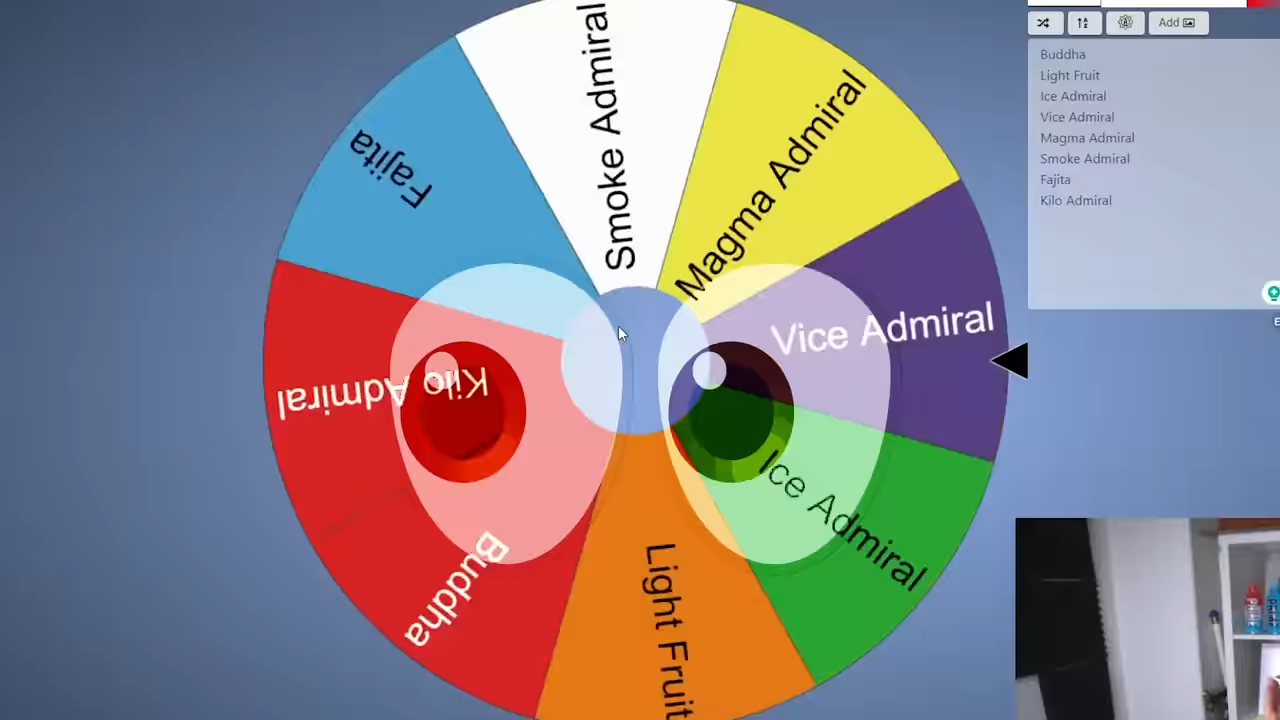 Add
Buddha
Light Fruit
Ice Admiral
Vice Admiral
Magma Admiral
Smoke Admiral
Fajita
Kilo Admiral
Smoke Admiral
Magma Admiral
Fajita
Vice Admiral
Kilo Admiral
Ice Admiral
Buddha
Light Fruit